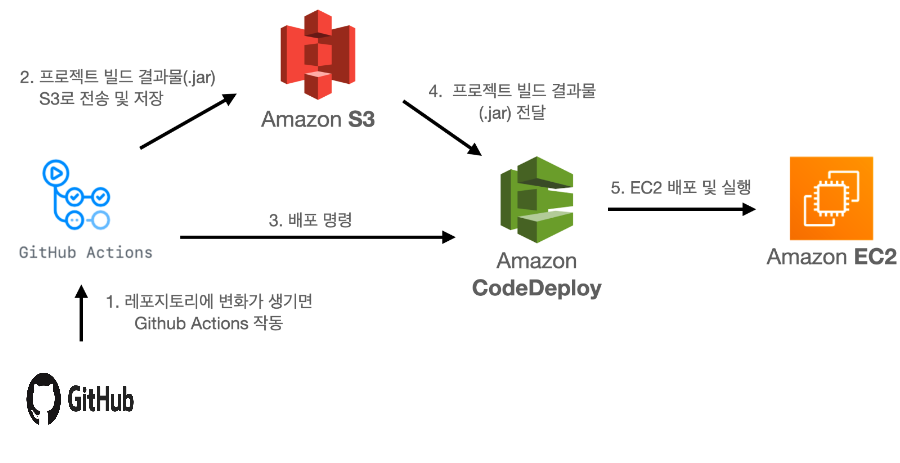 2. 프로젝트 빌드 결과물(.jar)
S3로 전송 및 저장
Amazon S3
4. 프로젝트 빌드 결과물
(.jar) 전달
GitHub Actions
3. 배포 명령
Amazon
CodeDeploy
5. EC2 배포 및 실행
Amazon EC2
1. 레포지토리에 변화가 생기면
Github Actions 작동
GitHub